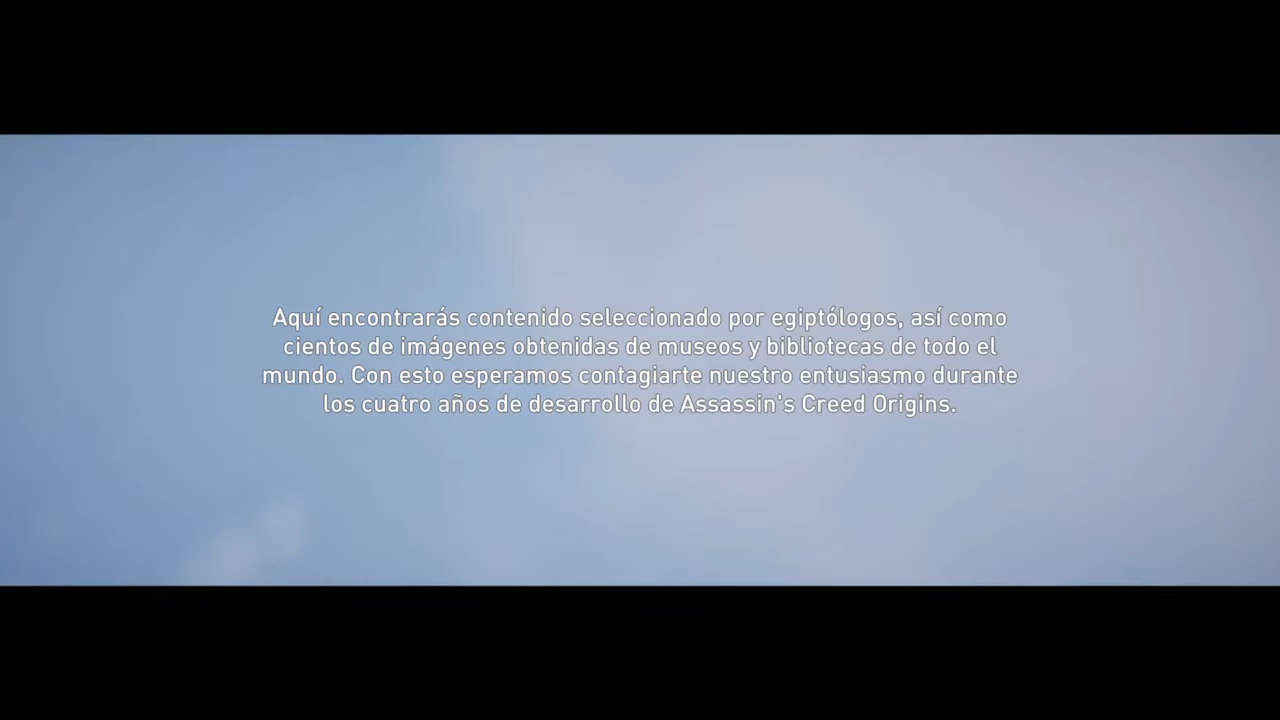 Aquí encontrarás contenido seleccionado por egiptólogos, así como
cientos de imágenes obtenidas de museos y bibliotecas de todo el
mundo. Con esto esperamos contagiarte nuestro entusiasmo durante
los cuatro años de desarrollo de Assassin's Creed Origins.